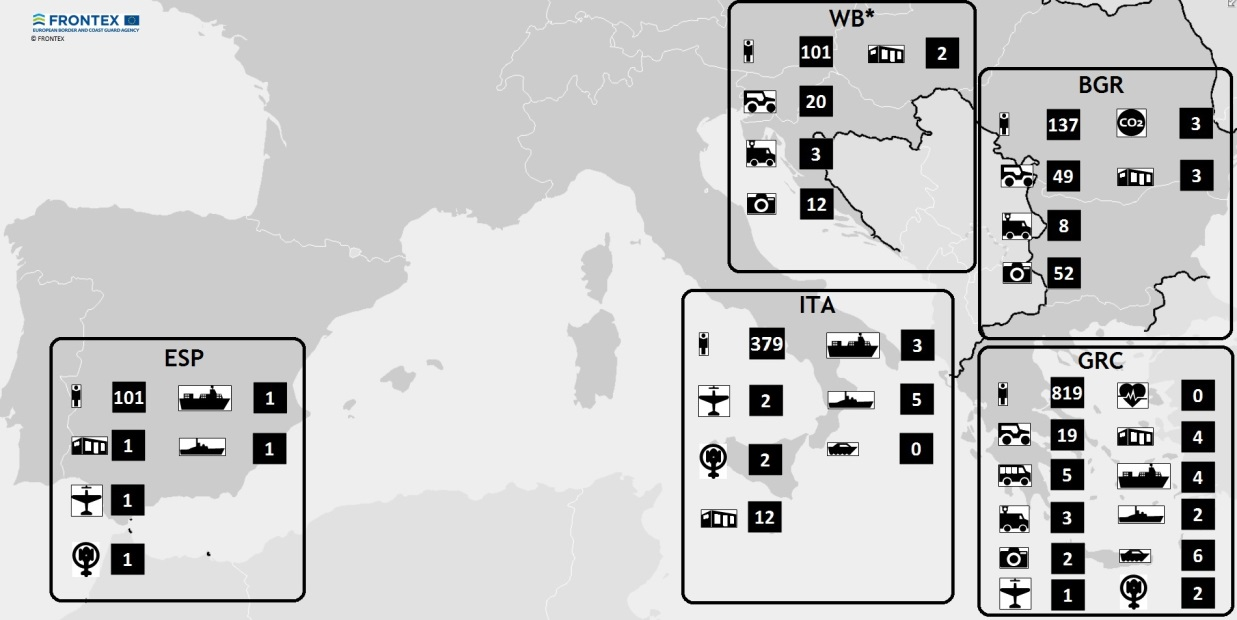 FRONTEX
EUROPEAN BORDER AND COAST GUARD AGENCY
© FRONTEX
WB*
101 2
20
3
12
BGR
137 CO2 3
49 3
8
52
ESP
101 1
1 1
1
1
ITA
379 3
2 5
2 0
12
GRC
819 0
19 4
5 4
3 2
2 6
1 2